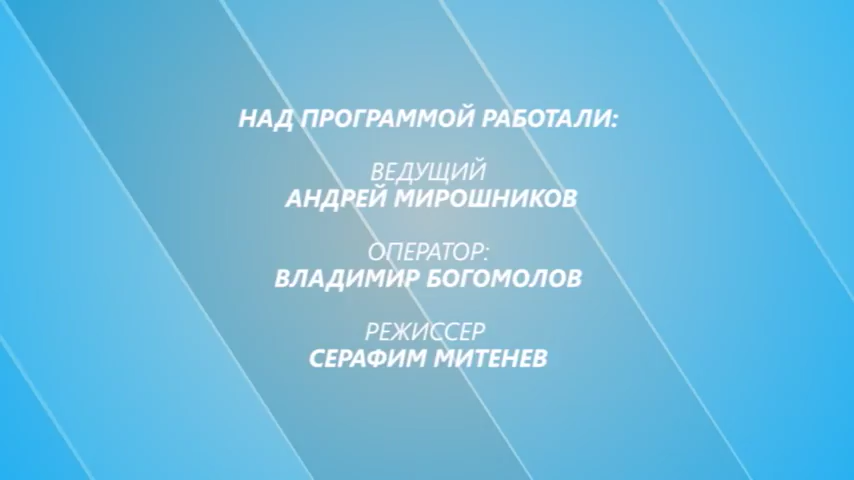 НАД ПРОГРАММОЙ РАБОТАЛИ:
ВЕДУЩИЙ
АНДРЕЙ МИРОШНИКОВ
ОПЕРАТОР:
ВЛАДИМИР БОГОМОЛОВ
РЕЖИССЕР
СЕРАФИМ МИТЕНЕВ